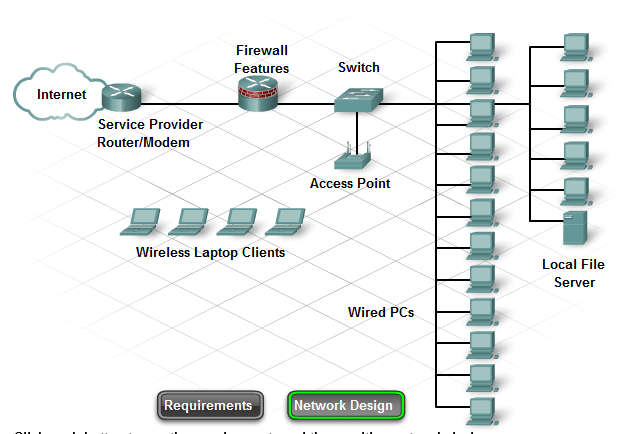 Firewall
Features
Switch
Internet
Service Provider
Router/Modem
Access Point
Wireless Laptop Clients
Local File
Server
Wired PCs
Requirements
Network Design